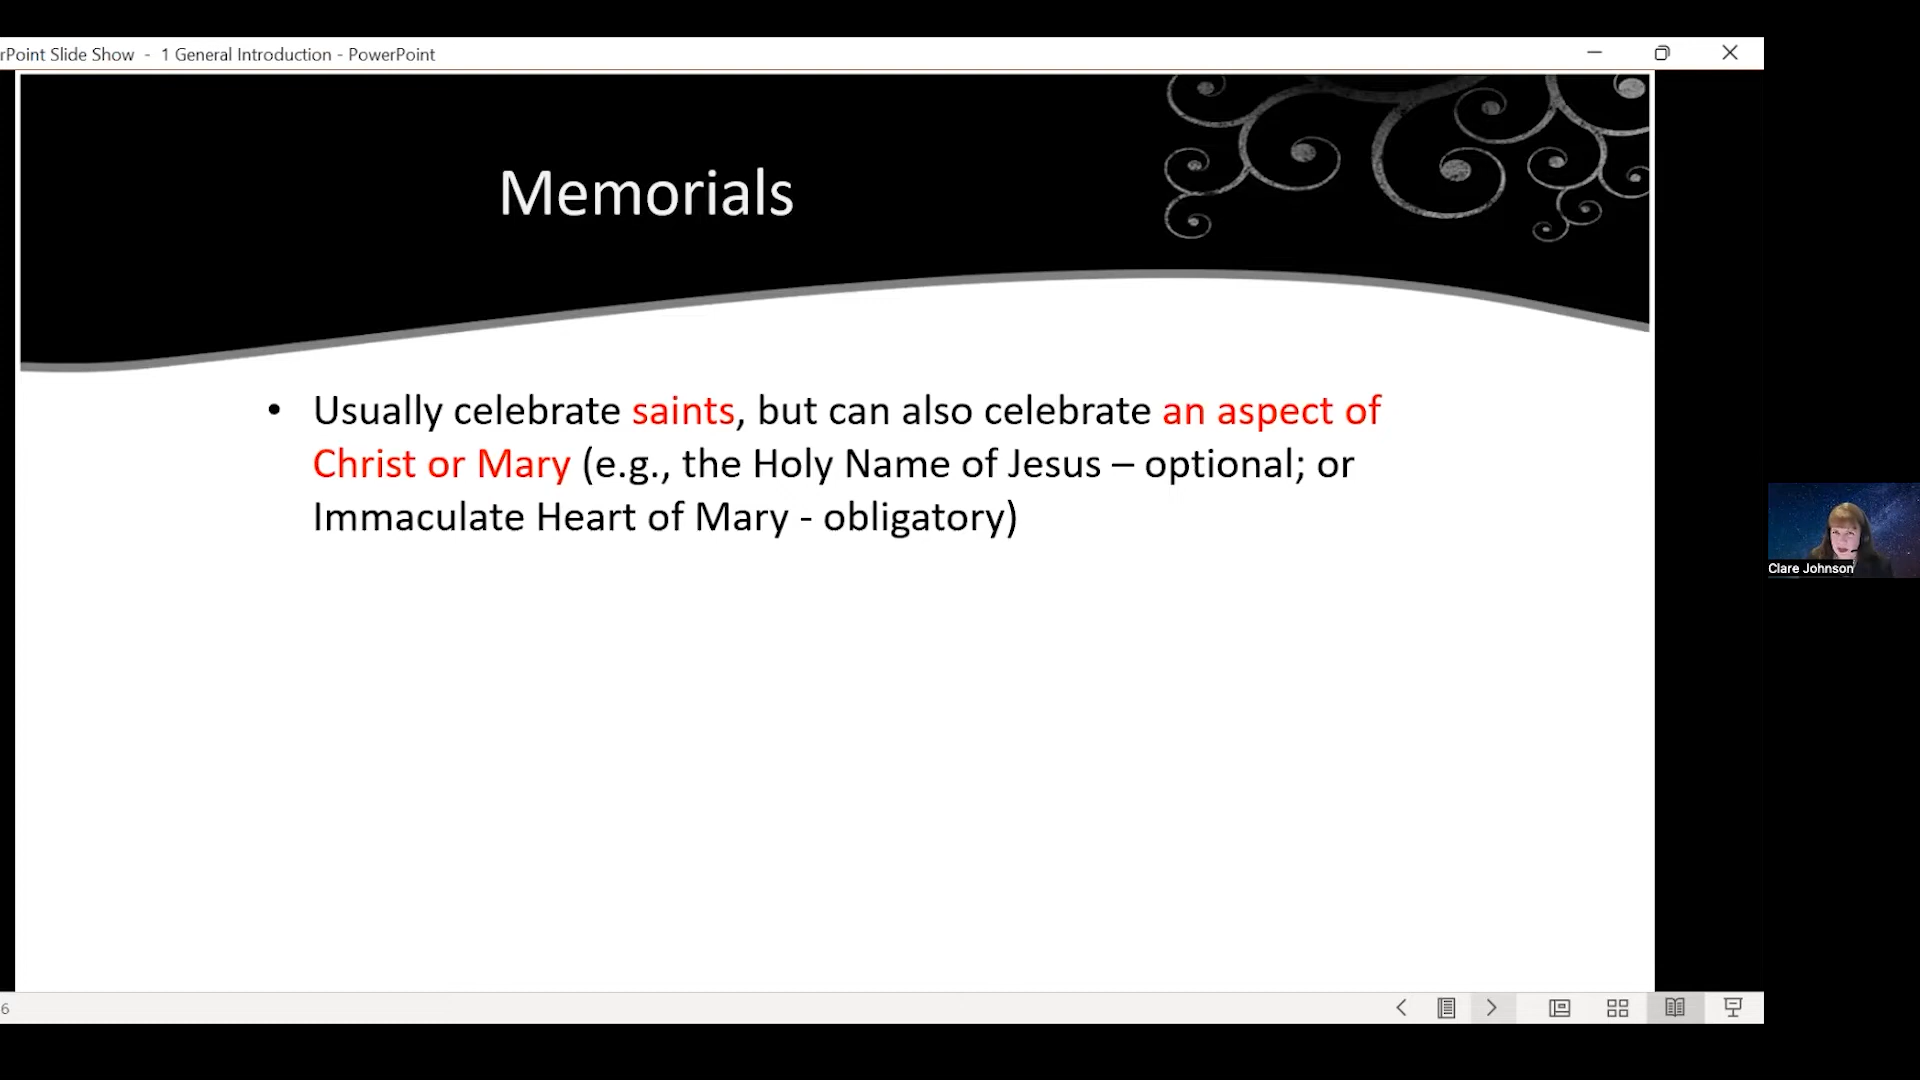 rPoint Slide Show - 1 General Introduction - PowerPoint
Memorials
• Usually celebrate saints, but can also celebrate an aspect of
Christ or Mary (e.g., the Holy Name of Jesus – optional; or
Immaculate Heart of Mary - obligatory)
Clare Johnson
6